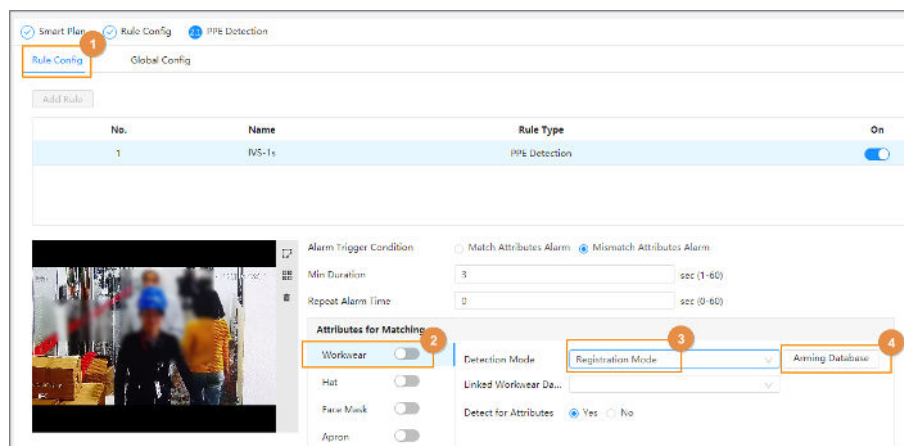 Smart Plan Rule Config 2.1 PPE Detection
1
Rule Config Global Config
Add Rule
No. Name Rule Type On
1 IVS-1s PPE Detection
Alarm Trigger Condition Match Attributes Alarm Mismatch Attributes Alarm
Min Duration 3 sec (1-60)
Repeat Alarm Time 0 sec (0-60)
Attributes for Matching
2 3 4
Workwear Detection Mode Registration Mode Arming Database
Linked Workwear Da...
Hat
Face Mask Detect for Attributes Yes No
Apron